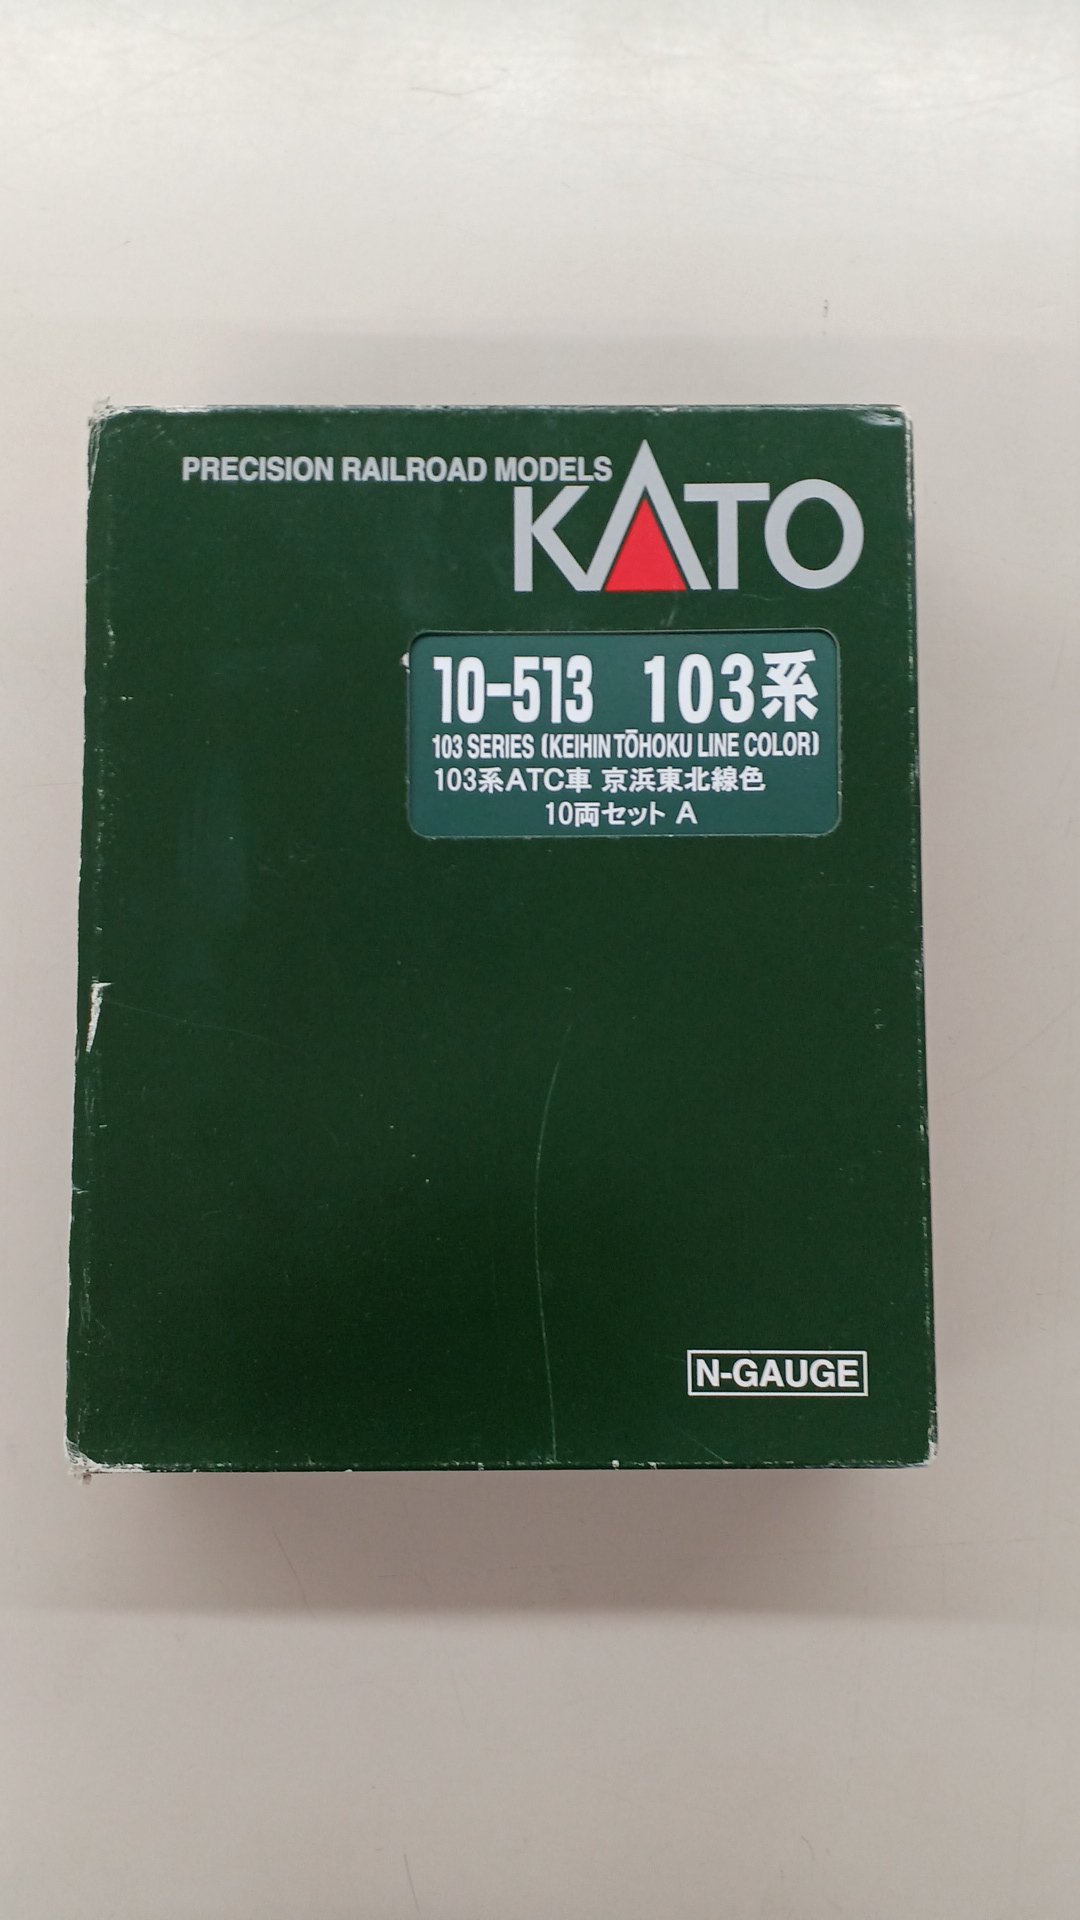 PRECISION RAILROAD MODELS
KATO
10-513 103系
103 SERIES (KEIHIN TŌHOKU LINE COLOR)
103系ATC車 京浜東北線色
10両セット A
N-GAUGE